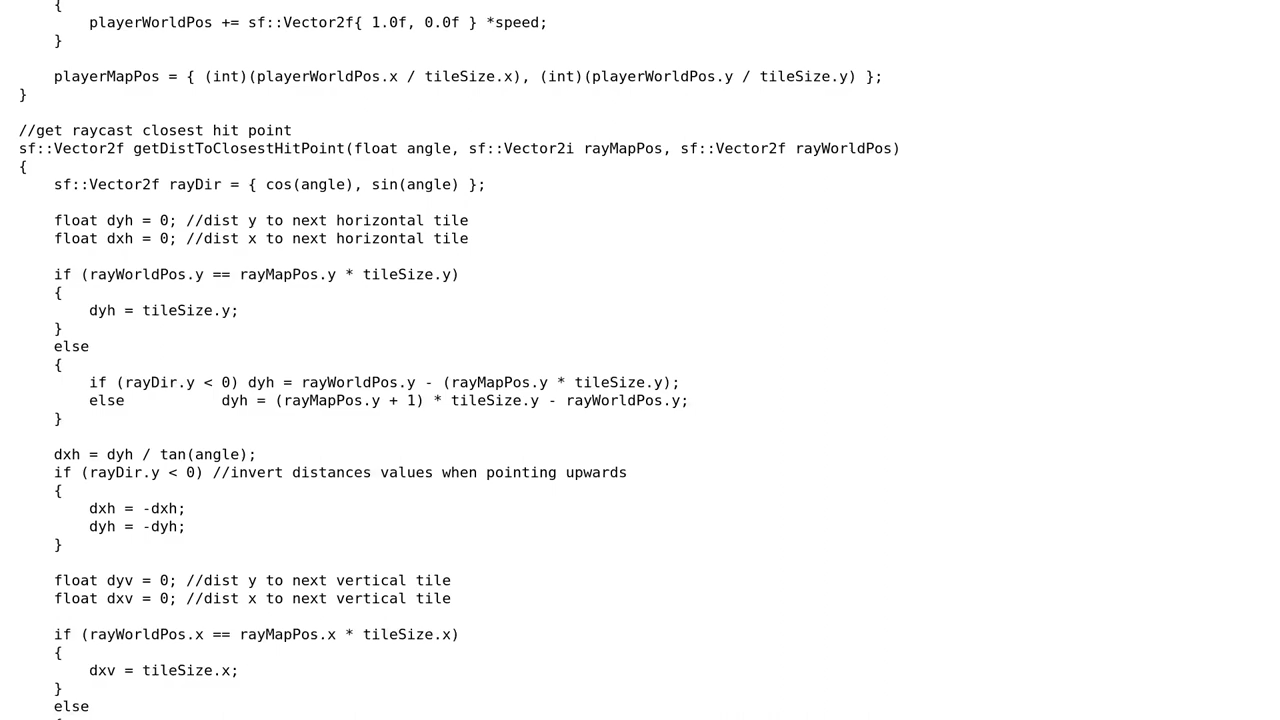 {
playerWorldPos += sf::Vector2f{ 1.0f, 0.0f } *speed;
}
playerMapPos = { (int)(playerWorldPos.x / tileSize.x), (int)(playerWorldPos.y / tileSize.y) };
}
//get raycast closest hit point
sf::Vector2f getDistToClosestHitPoint(float angle, sf::Vector2i rayMapPos, sf::Vector2f rayWorldPos)
{
sf::Vector2f rayDir = { cos(angle), sin(angle) };
float dyh = 0; //dist y to next horizontal tile
float dxh = 0; //dist x to next horizontal tile
if (rayWorldPos.y == rayMapPos.y * tileSize.y)
{
dyh = tileSize.y;
}
else
{
if (rayDir.y < 0) dyh = rayWorldPos.y - (rayMapPos.y * tileSize.y);
else           dyh = (rayMapPos.y + 1) * tileSize.y - rayWorldPos.y;
}
dxh = dyh / tan(angle);
if (rayDir.y < 0) //invert distances values when pointing upwards
{
dxh = -dxh;
dyh = -dyh;
}
float dyv = 0; //dist y to next vertical tile
float dxv = 0; //dist x to next vertical tile
if (rayWorldPos.x == rayMapPos.x * tileSize.x)
{
dxv = tileSize.x;
}
else